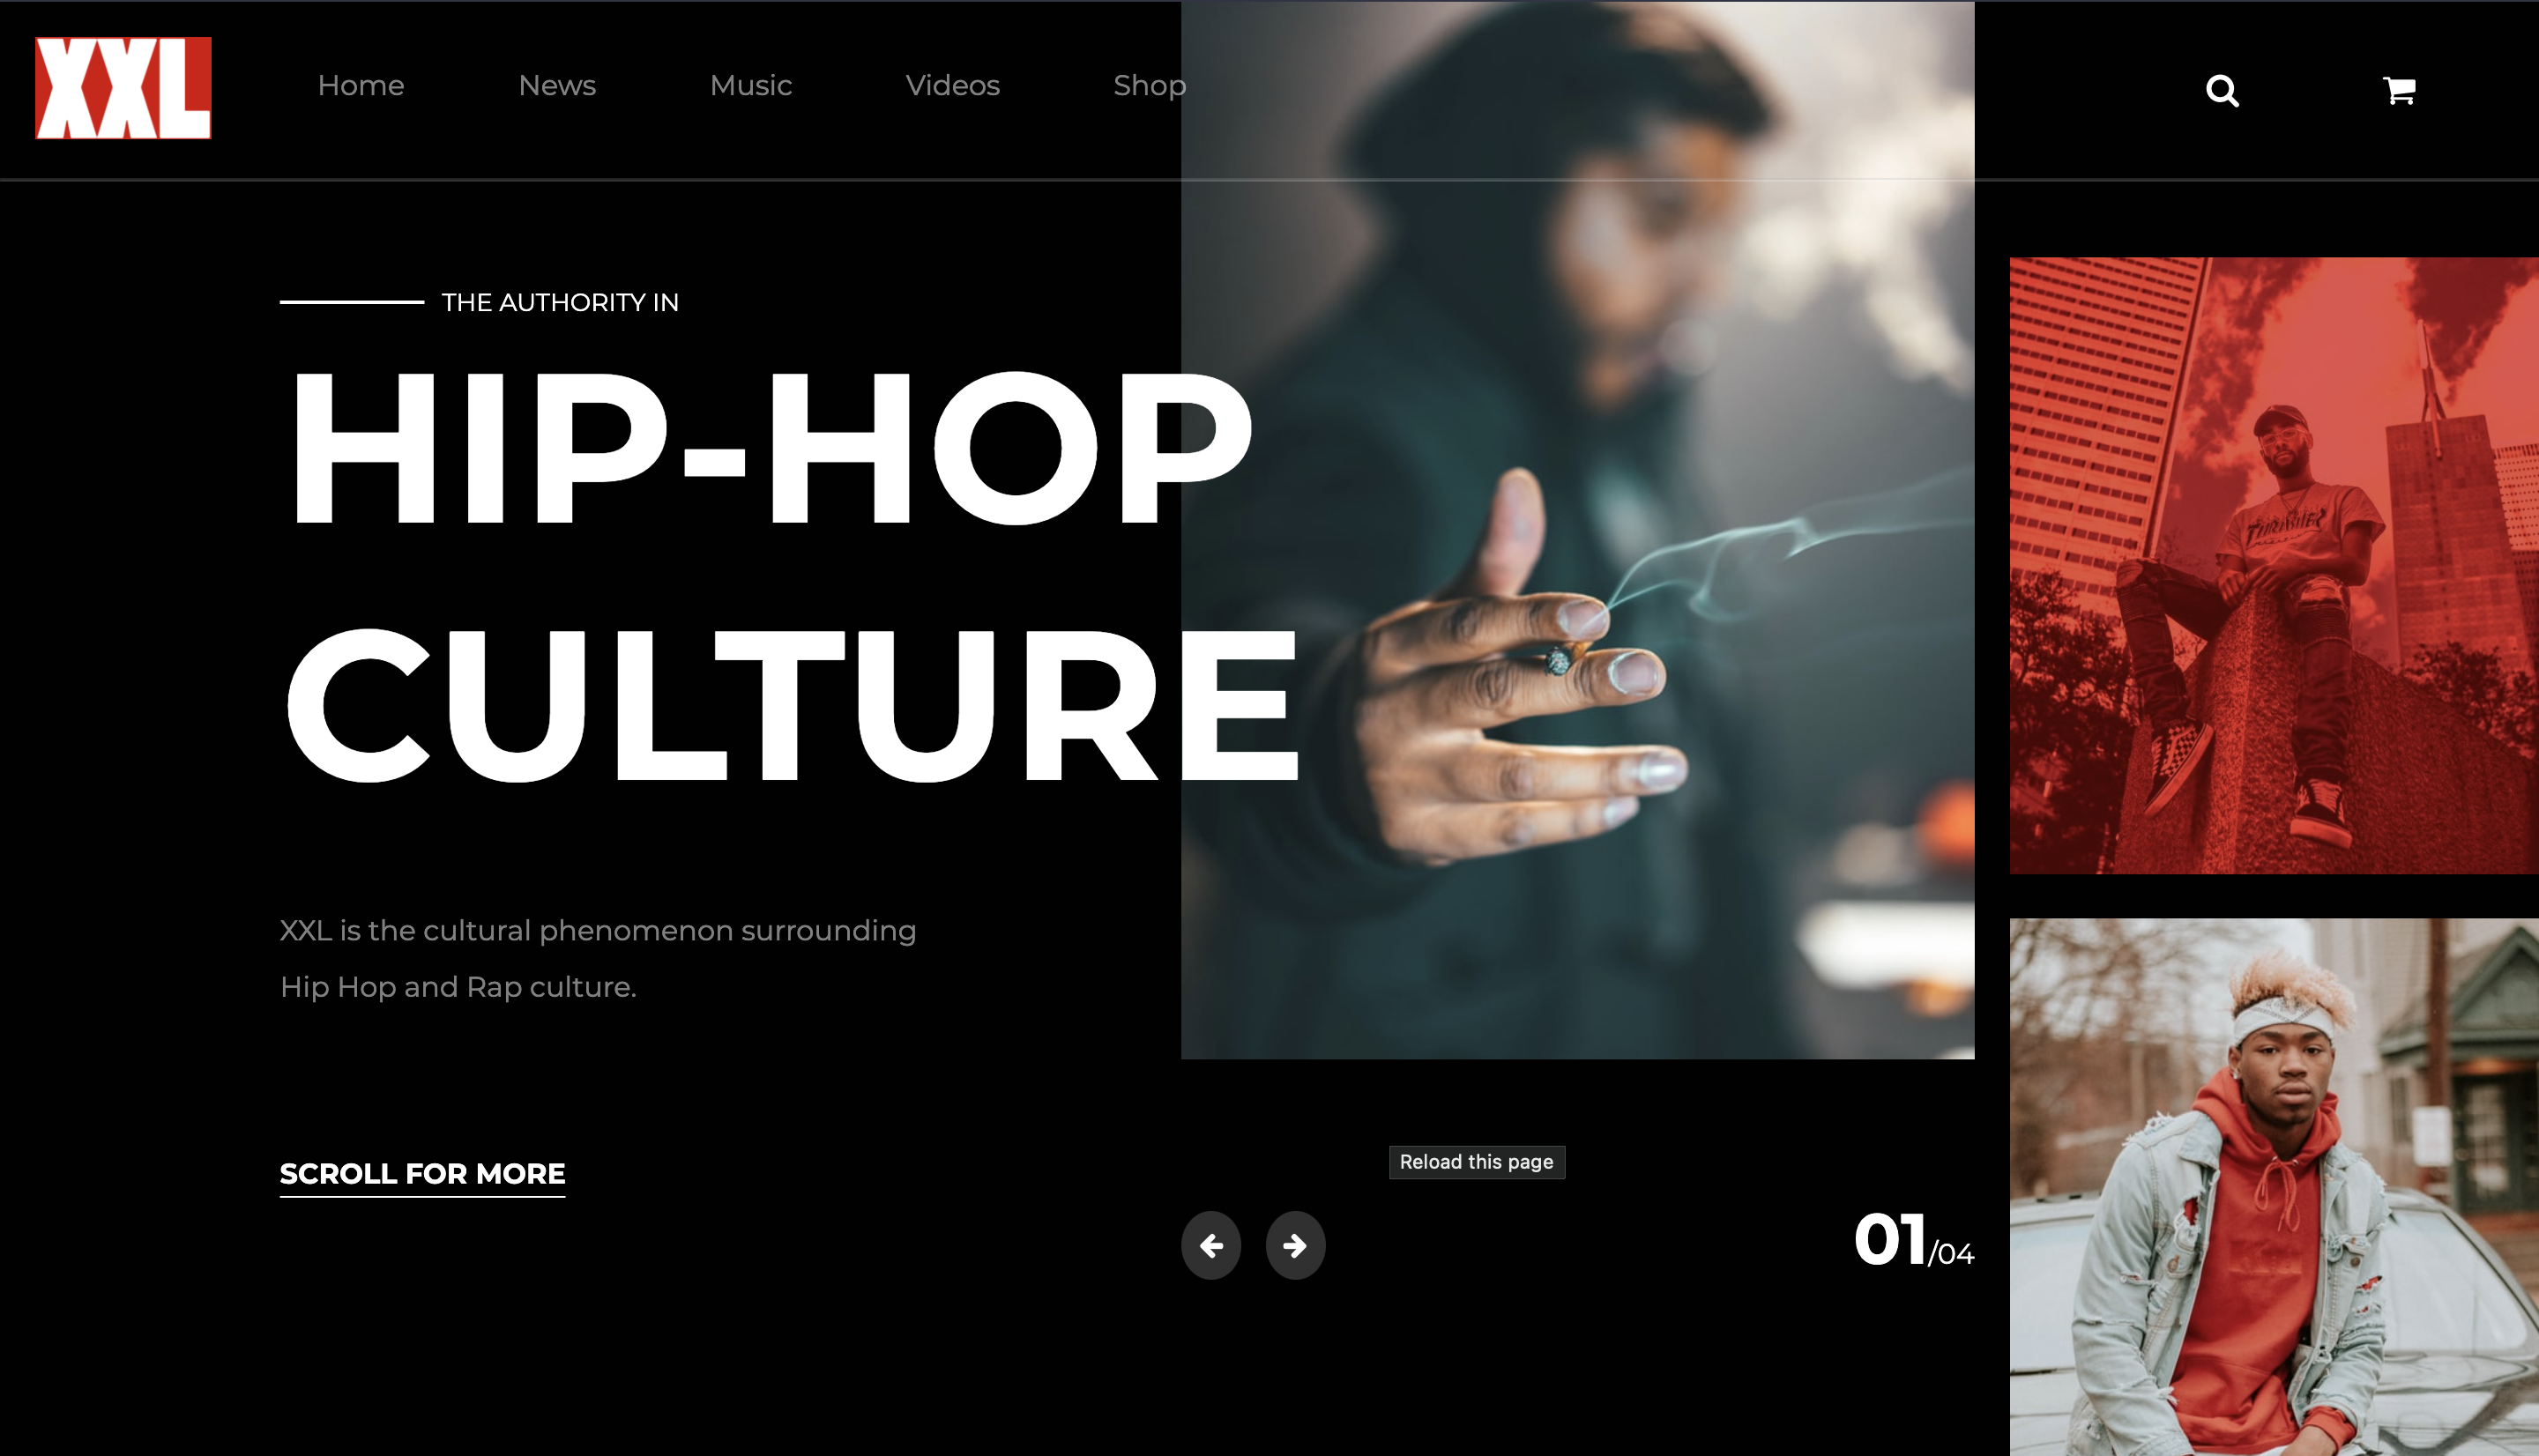 XXL
Home News Music Videos Shop
THE AUTHORITY IN
HIP-HOP
CULTURE
THRASHER
XXL is the cultural phenomenon surrounding
Hip Hop and Rap culture.
SCROLL FOR MORE
Reload this page
01/04